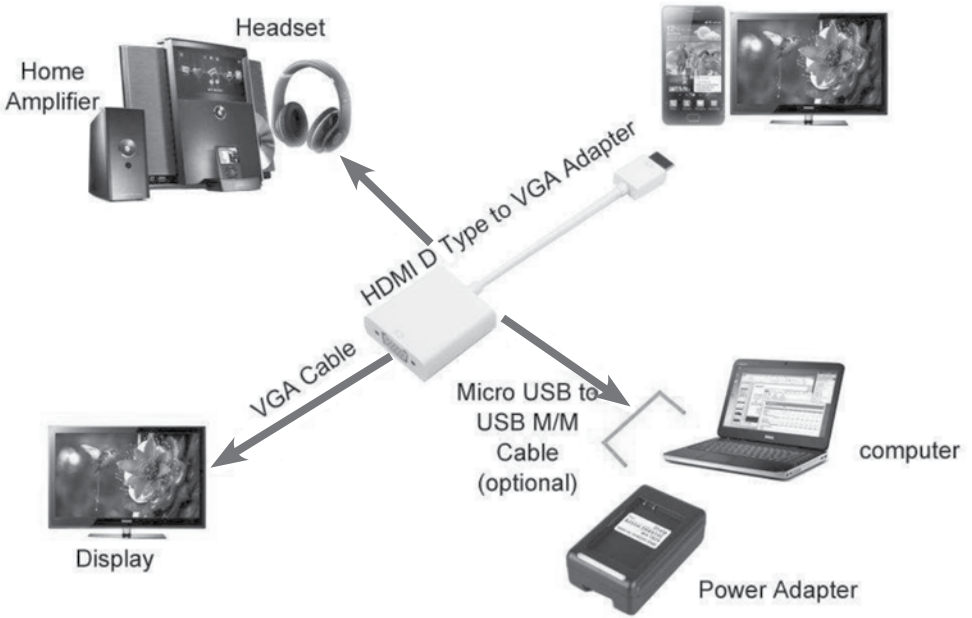 Headset
Home
Amplifier
HDMI D Type to VGA Adapter
VGA Cable
Micro USB to
USB M/M
Cable
(optional)
computer
Display
Power Adapter